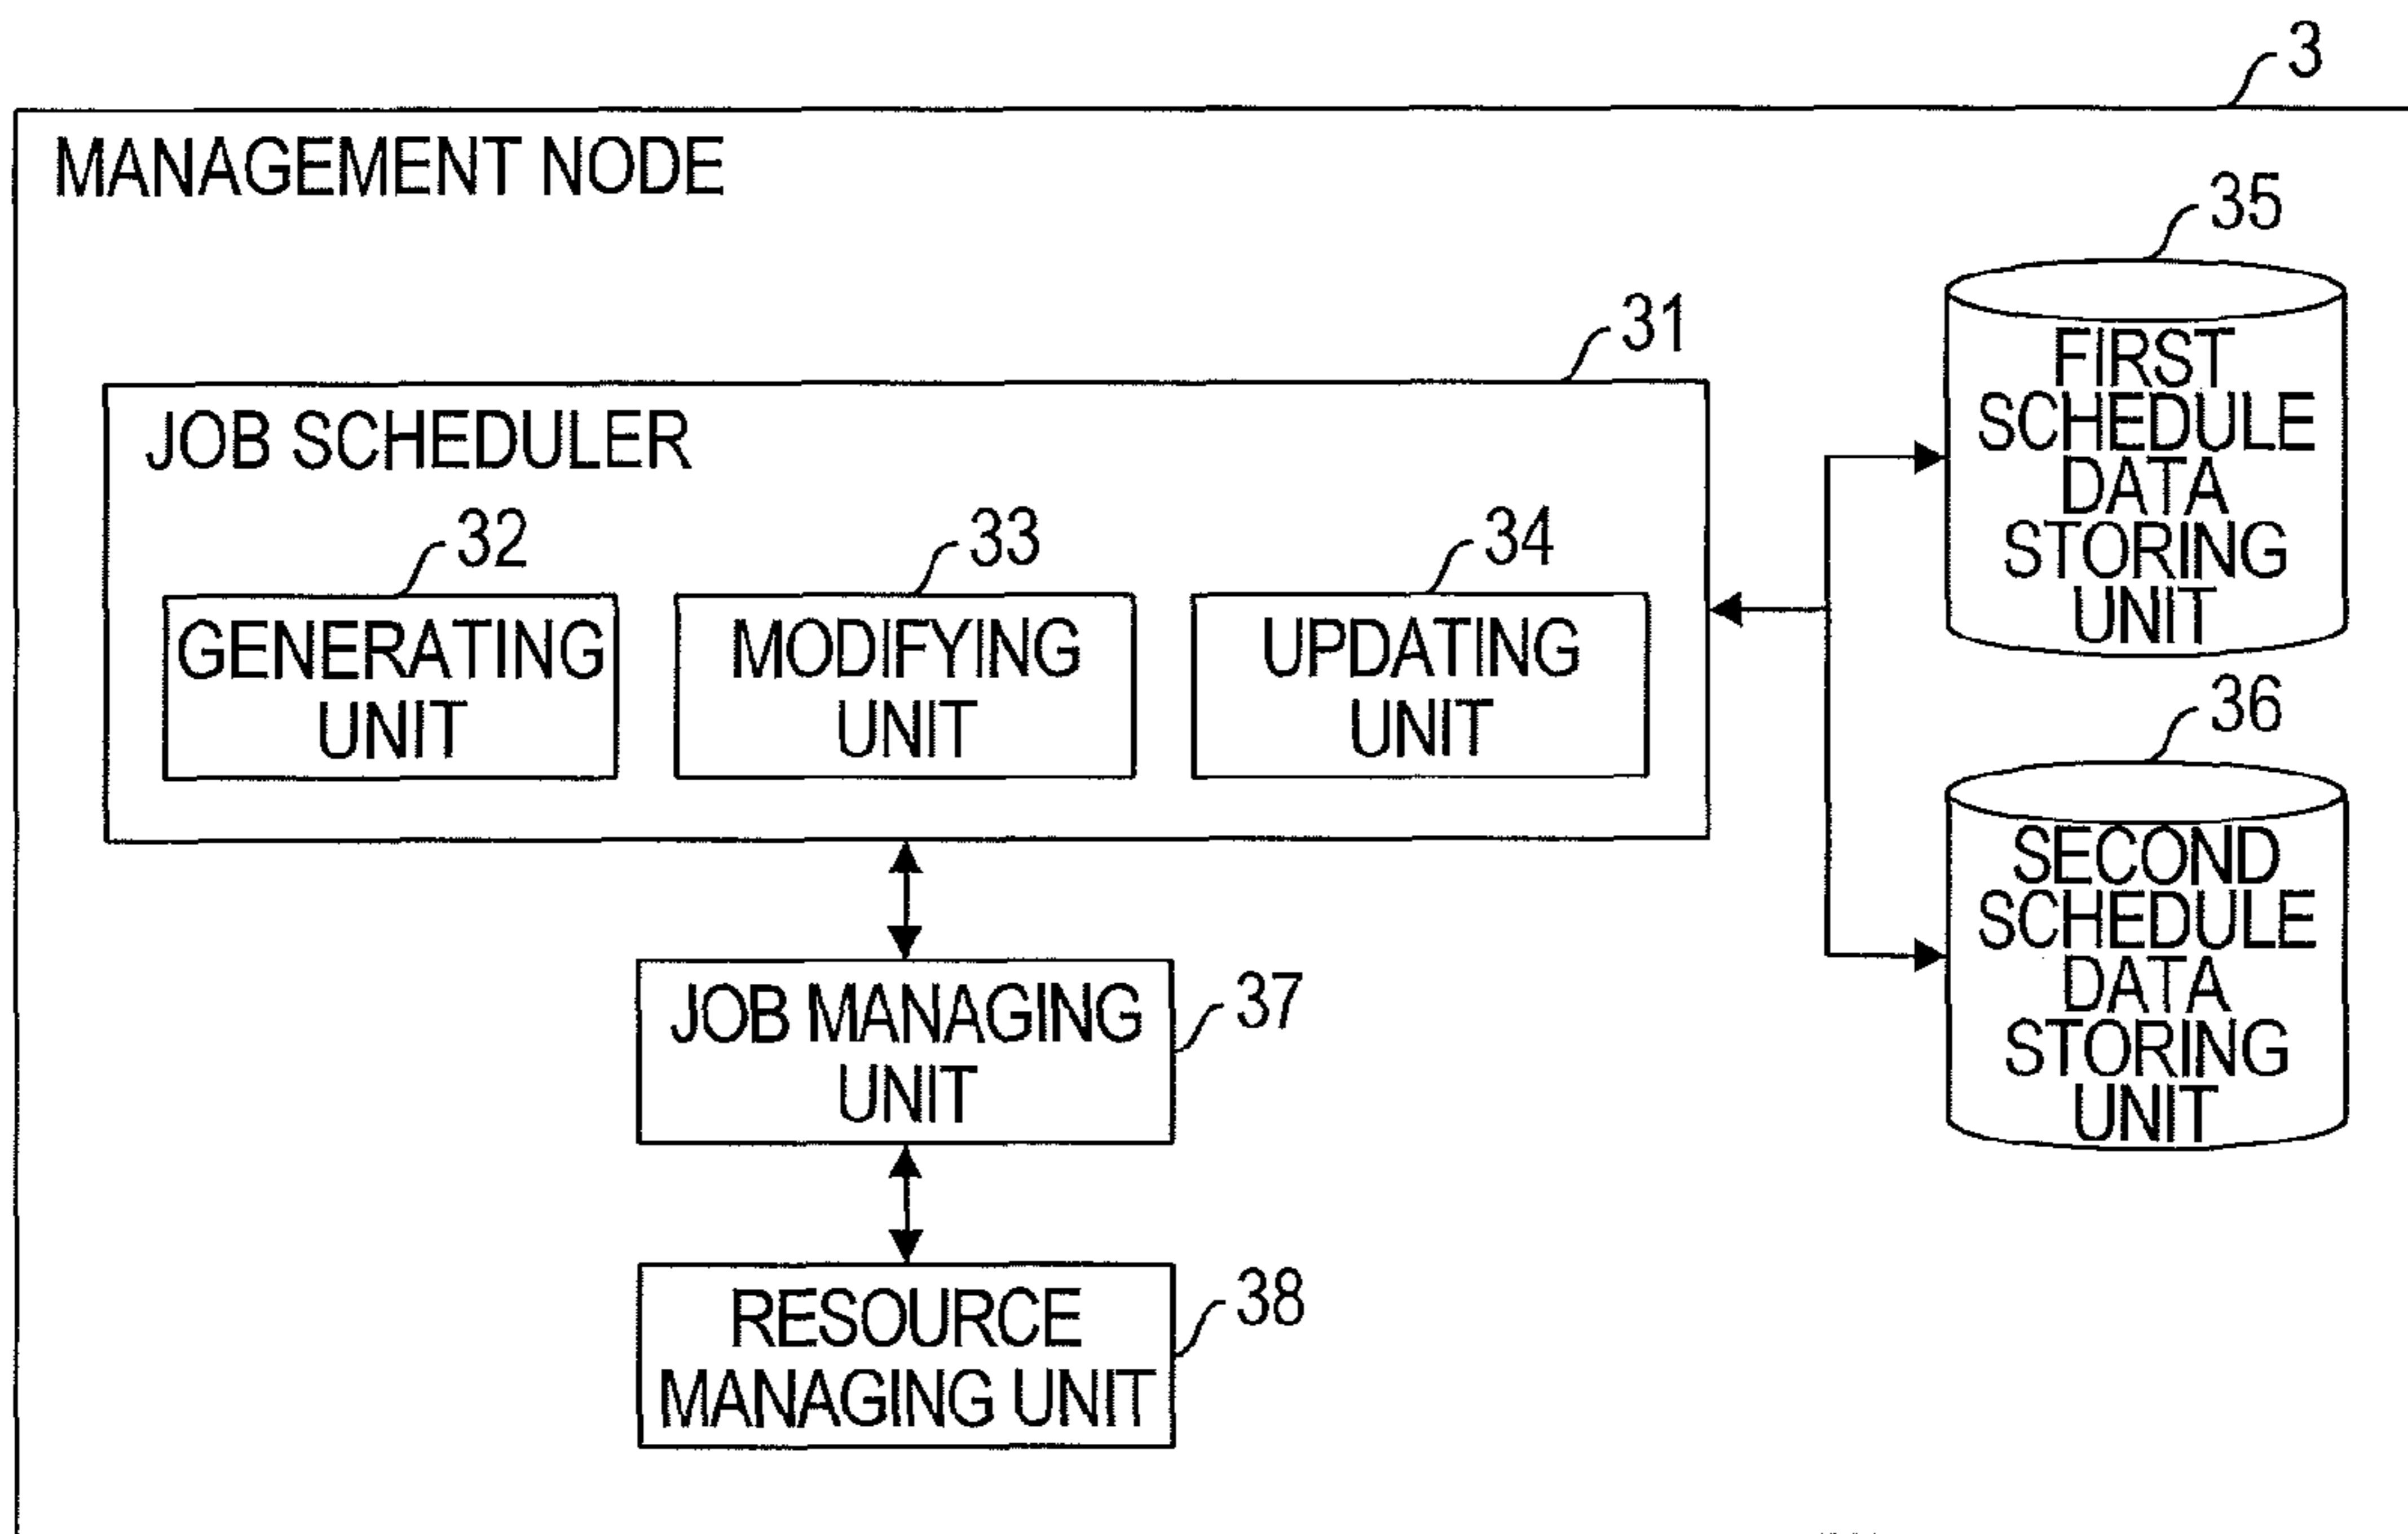 3
MANAGEMENT NODE
35
FIRST
SCHEDULE
DATA
STORING
UNIT
31
JOB SCHEDULER
32
GENERATING
UNIT
33
MODIFYING
UNIT
34
UPDATING
UNIT
36
SECOND
SCHEDULE
DATA
STORING
UNIT
JOB MANAGING
UNIT
37
RESOURCE
MANAGING UNIT
38